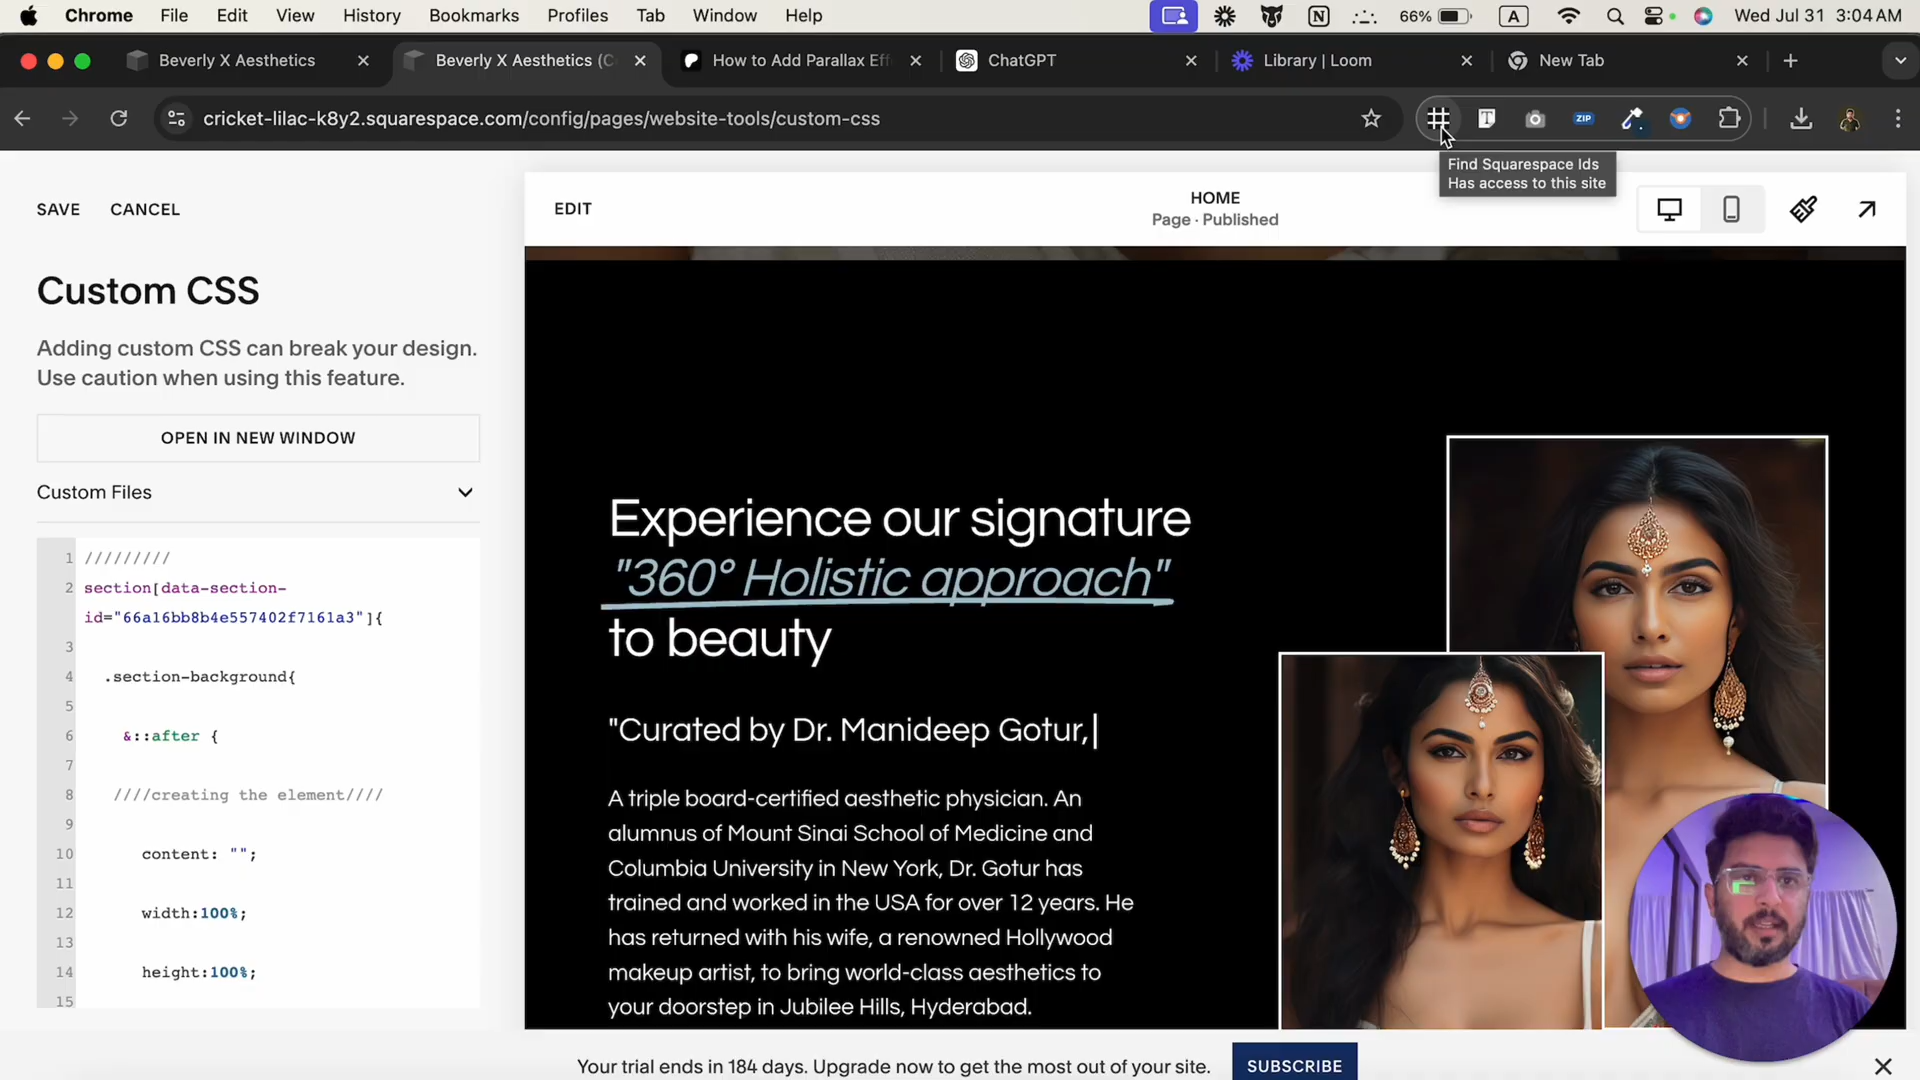 Chrome File Edit View History Bookmarks Profiles Tab Window Help 66% A Wed Jul 31 3:04 AM
Beverly X Aesthetics Beverly X Aesthetics (C How to Add Parallax Eff ChatGPT Library | Loom New Tab
cricket-lilac-k8y2.squarespace.com/config/pages/website-tools/custom-css ZIP
Find Squarespace Ids
Has access to this site
SAVE CANCEL
EDIT
HOME
Page · Published
Custom CSS
Adding custom CSS can break your design.
Use caution when using this feature.
OPEN IN NEW WINDOW
Custom Files
1 /////////
2 section[data-section-
id="66a16bb8b4e557402f7161a3"]{
3
4 .section-background{
5
6 &::after {
7
8 ////creating the element////
9
10 content: "";
11
12 width:100%;
13
14 height:100%;
15
Experience our signature
"360° Holistic approach"
to beauty
"Curated by Dr. Manideep Gotur,|
A triple board-certified aesthetic physician. An
alumnus of Mount Sinai School of Medicine and
Columbia University in New York, Dr. Gotur has
trained and worked in the USA for over 12 years. He
has returned with his wife, a renowned Hollywood
makeup artist, to bring world-class aesthetics to
your doorstep in Jubilee Hills, Hyderabad.
Your trial ends in 184 days. Upgrade now to get the most out of your site. SUBSCRIBE